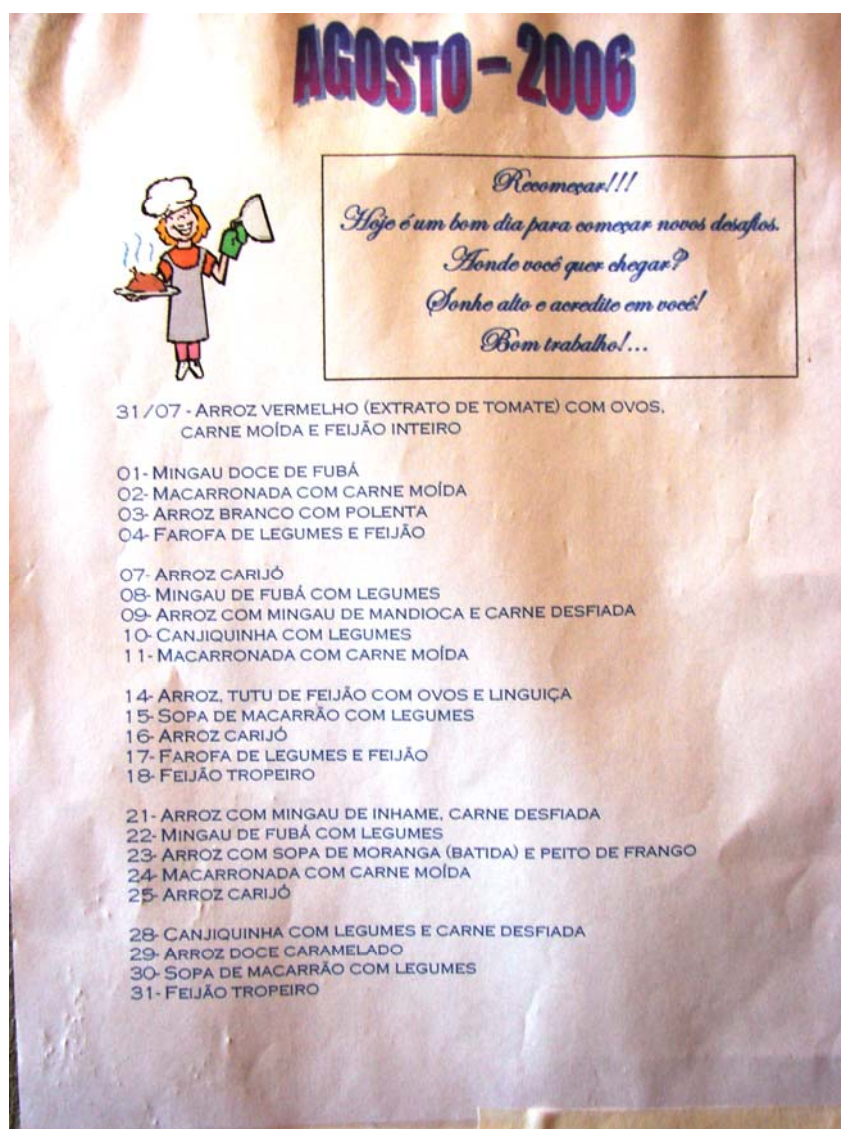 AGOSTO - 2006
Recomeçar!!!
Hoje é um bom dia para começar novos desafios.
Aonde você quer chegar?
Sonhe alto e acredite em você!
Bom trabalho!...
31/07 - ARROZ VERMELHO (EXTRATO DE TOMATE) COM OVOS,
CARNE MOÍDA E FEIJÃO INTEIRO
01- MINGAU DOCE DE FUBÁ
02- MACARRONADA COM CARNE MOÍDA
03- ARROZ BRANCO COM POLENTA
04- FAROFA DE LEGUMES E FEIJÃO
07- ARROZ CARIJÓ
08- MINGAU DE FUBÁ COM LEGUMES
09- ARROZ COM MINGAU DE MANDIOCA E CARNE DESFIADA
10- CANJIQUINHA COM LEGUMES
11- MACARRONADA COM CARNE MOÍDA
14- ARROZ, TUTU DE FEIJÃO COM OVOS E LINGUIÇA
15- SOPA DE MACARRÃO COM LEGUMES
16- ARROZ CARIJÓ
17- FAROFA DE LEGUMES E FEIJÃO
18- FEIJÃO TROPEIRO
21- ARROZ COM MINGAU DE INHAME, CARNE DESFIADA
22- MINGAU DE FUBÁ COM LEGUMES
23- ARROZ COM SOPA DE MORANGA (BATIDA) E PEITO DE FRANGO
24- MACARRONADA COM CARNE MOÍDA
25- ARROZ CARIJÓ
28- CANJIQUINHA COM LEGUMES E CARNE DESFIADA
29- ARROZ DOCE CARAMELADO
30- SOPA DE MACARRÃO COM LEGUMES
31- FEIJÃO TROPEIRO